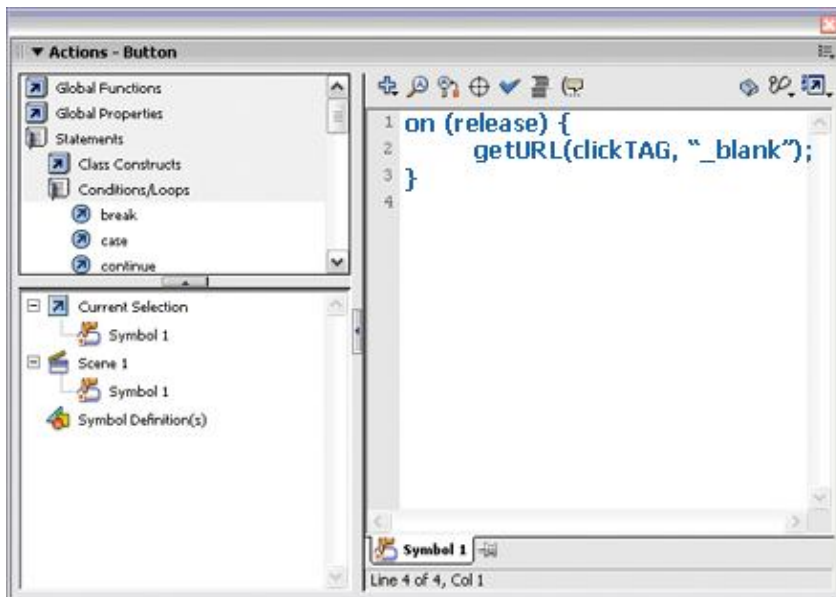 Actions - Button
Global Functions
Global Properties
Statements
Class Constructs
Conditions/Loops
break
case
continue
Current Selection
Symbol 1
Scene 1
Symbol 1
Symbol Definition(s)
1 on (release) {
2 getURL(clickTAG, “_blank”);
3 }
4
Symbol 1
Line 4 of 4, Col 1